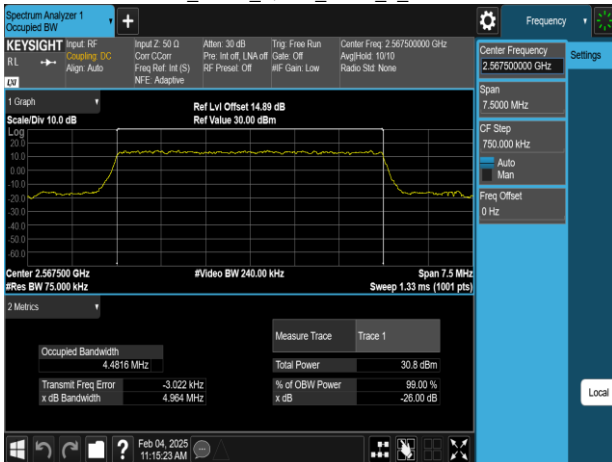 Spectrum Analyzer 1
Occupied BW
Frequency
KEYSIGHT
Input: RF
Coupling: DC
Align: Auto
Input Z: 50 Ω
Corr CCorr
Freq Ref: Int (S)
NFE: Adaptive
Atten: 30 dB
Pre: Int off, LNA off
RF Preset: Off
Trig: Free Run
Gate: Off
#IF Gain: Low
Center Freq: 2.567500000 GHz
Avg|Hold: 10/10
Radio Std: None
RL
LXI
Center Frequency
2.567500000 GHz
Settings
Span
7.5000 MHz
CF Step
750.000 kHz
Auto
Man
Freq Offset
0 Hz
Local
1 Graph
Scale/Div 10.0 dB
Ref Lvl Offset 14.89 dB
Ref Value 30.00 dBm
Log
20.0
10.0
0.00
-10.0
-20.0
-30.0
-40.0
-50.0
-60.0
Center 2.567500 GHz
#Video BW 240.00 kHz
Span 7.5 MHz
#Res BW 75.000 kHz
Sweep 1.33 ms (1001 pts)
2 Metrics
Measure Trace
Trace 1
Occupied Bandwidth
4.4816 MHz
Total Power
30.8 dBm
Transmit Freq Error
-3.022 kHz
% of OBW Power
99.00 %
x dB Bandwidth
4.964 MHz
x dB
-26.00 dB
?
Feb 04, 2025
11:15:23 AM